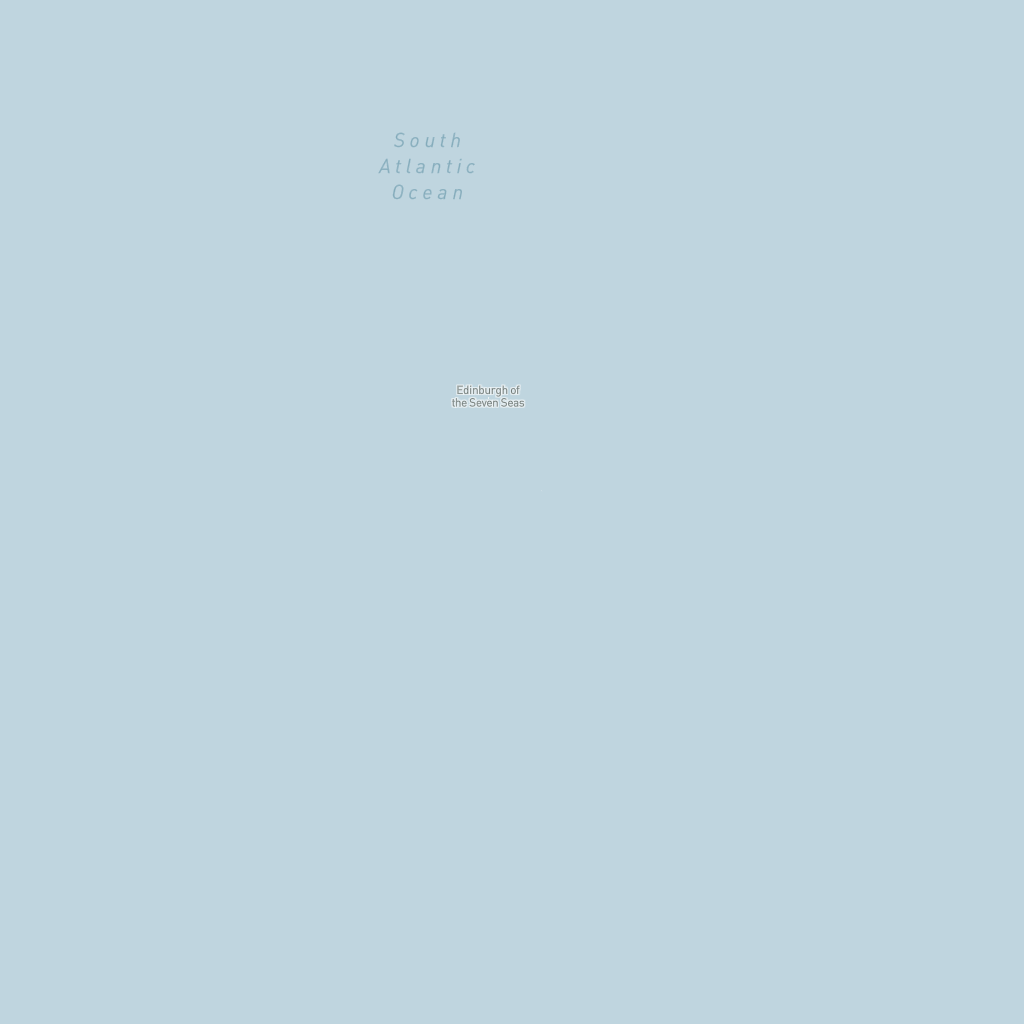 South
Atlantic
Ocean
Edinburgh of
the Seven Seas